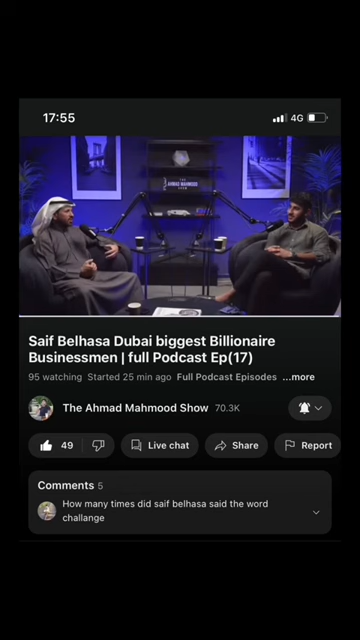 17:55
4G
THE
AHMAD MAHMOOD
SHOW
Saif Belhasa Dubai biggest Billionaire
Businessmen | full Podcast Ep(17)
95 watching Started 25 min ago Full Podcast Episodes ...more
The Ahmad Mahmood Show 70.3K
49 Live chat Share Report
Comments 5
How many times did saif belhasa said the word
challange